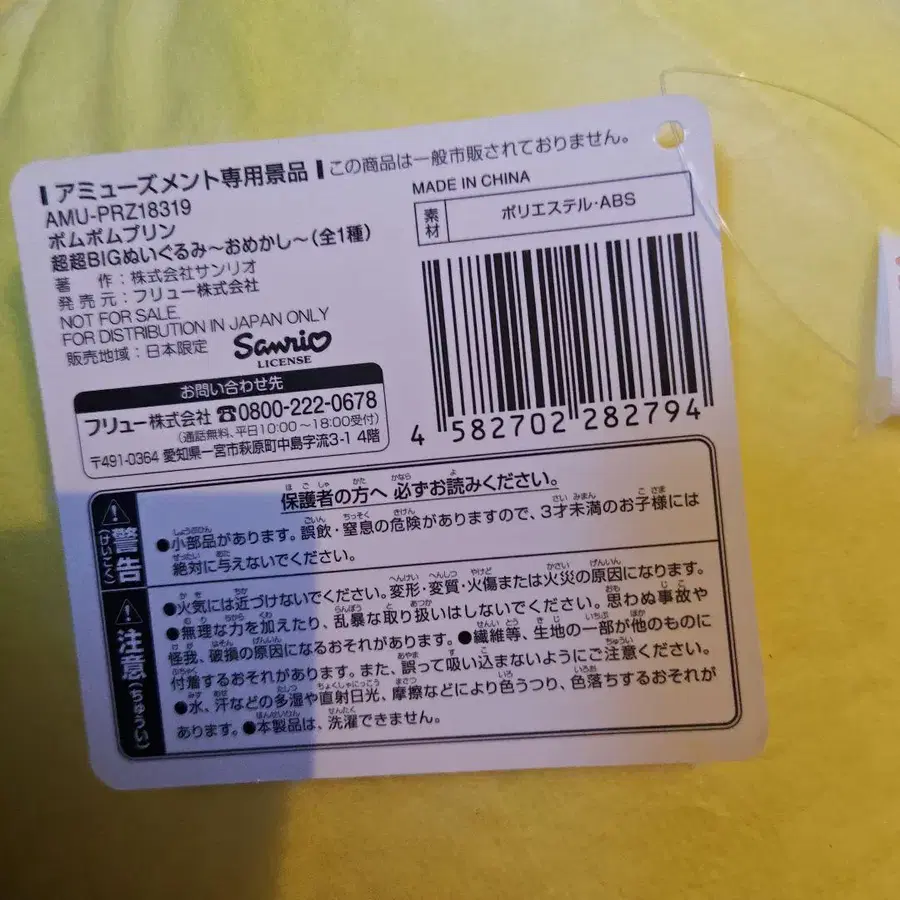 アミューズメント専用景品 この商品は一般市販されておりません。
AMU-PRZ18319
ポムポムプリン
超超BIGぬいぐるみ～おめかし～(全1種)
著 作:株式会社サンリオ
発 売 元:フリュー株式会社
NOT FOR SALE.
FOR DISTRIBUTION IN JAPAN ONLY
販売地域:日本限定
Sanrio
LICENSE
MADE IN CHINA
素材 ポリエステル・ABS
4 582702 282794
お問い合わせ先
フリュー株式会社 ☎0800-222-0678
(通話無料、平日10:00～18:00受付)
〒491-0364 愛知県一宮市萩原町中島字流3-1 4階
保護者の方へ 必ずお読みください。
警告(けいこく)
●小部品があります。誤飲・窒息の危険がありますので、3才未満のお子様には
絶対に与えないでください。
注意(ちゅうい)
●火気には近づけないでください。変形・変質・火傷または火災の原因になります。
●無理な力を加えたり、乱暴な取り扱いはしないでください。思わぬ事故や
怪我、破損の原因になるおそれがあります。●繊維等、生地の一部が他のものに
付着するおそれがあります。また、誤って吸い込まないようにご注意ください。
●水、汗などの多湿や直射日光、摩擦などにより色うつり、色落ちするおそれが
あります。●本製品は、洗濯できません。